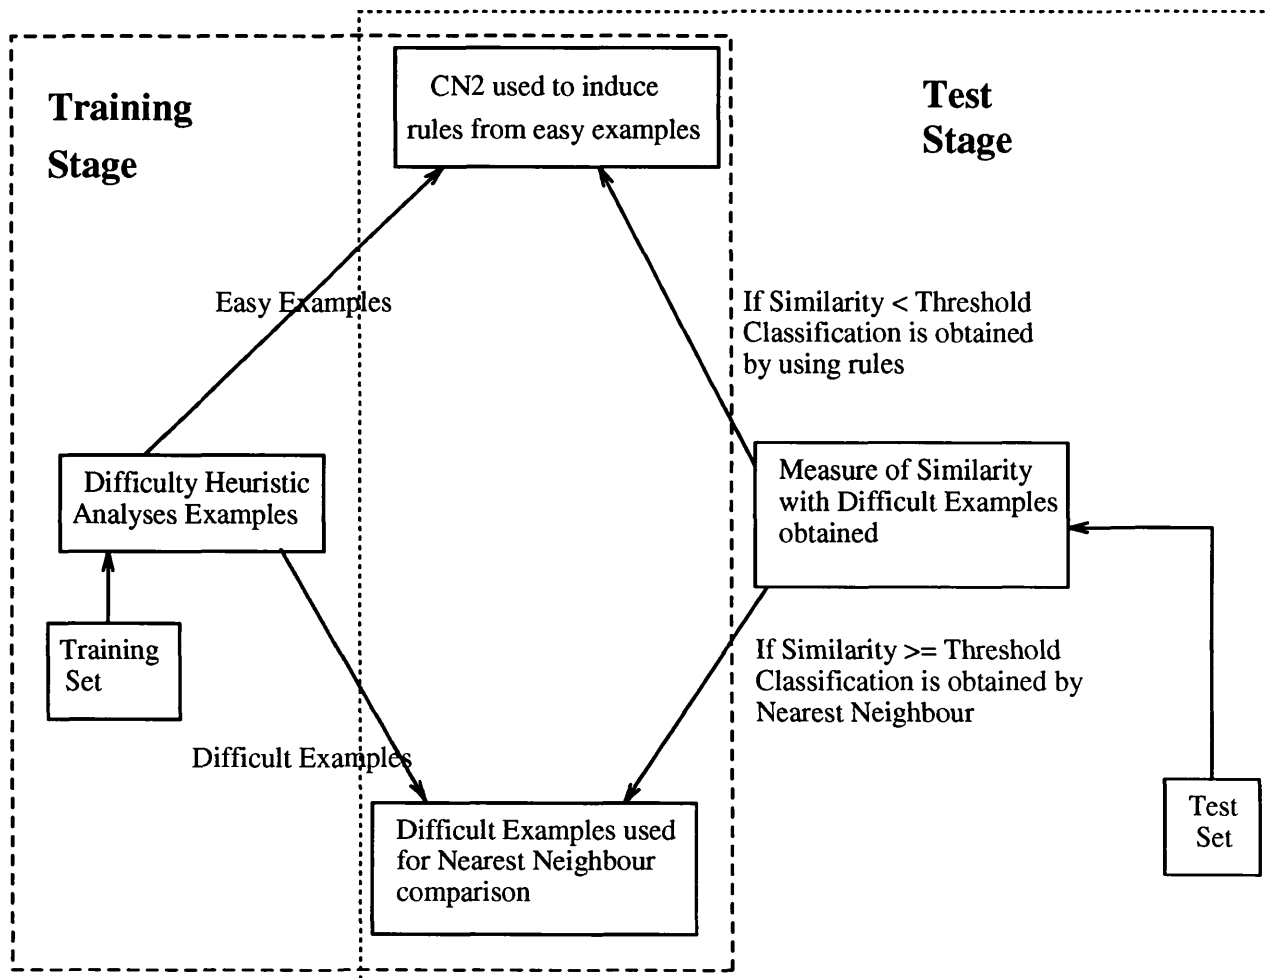 Training
Stage
CN2 used to induce
rules from easy examples
Test
Stage
Easy Examples
If Similarity < Threshold
Classification is obtained
by using rules
Difficulty Heuristic
Analyses Examples
Measure of Similarity
with Difficult Examples
obtained
Training
Set
If Similarity >= Threshold
Classification is obtained by
Nearest Neighbour
Difficult Examples
Difficult Examples used
for Nearest Neighbour
comparison
Test
Set